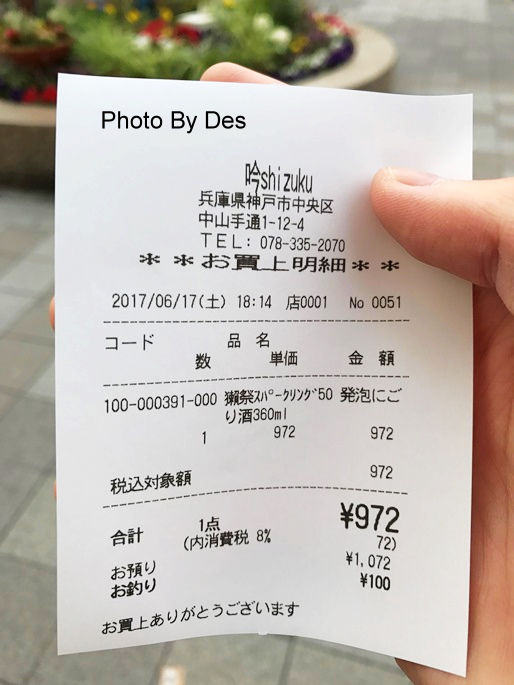 Photo By Des
吟shizuku
兵庫県神戸市中央区
中山手通1-12-4
TEL: 078-335-2070
＊＊お買上明細＊＊
2017/06/17(土) 18:14 店0001 No 0051
コード 品 名
数 単価 金 額
100-000391-000 獺祭ｽﾊﾟｰｸﾘﾝｸﾞ50 発泡にご
り酒360ml
1 972 972
税込対象額 972
合計 1点 ¥972
(内消費税 8% 72)
お預り ¥1,072
お釣り ¥100
お買上ありがとうございます